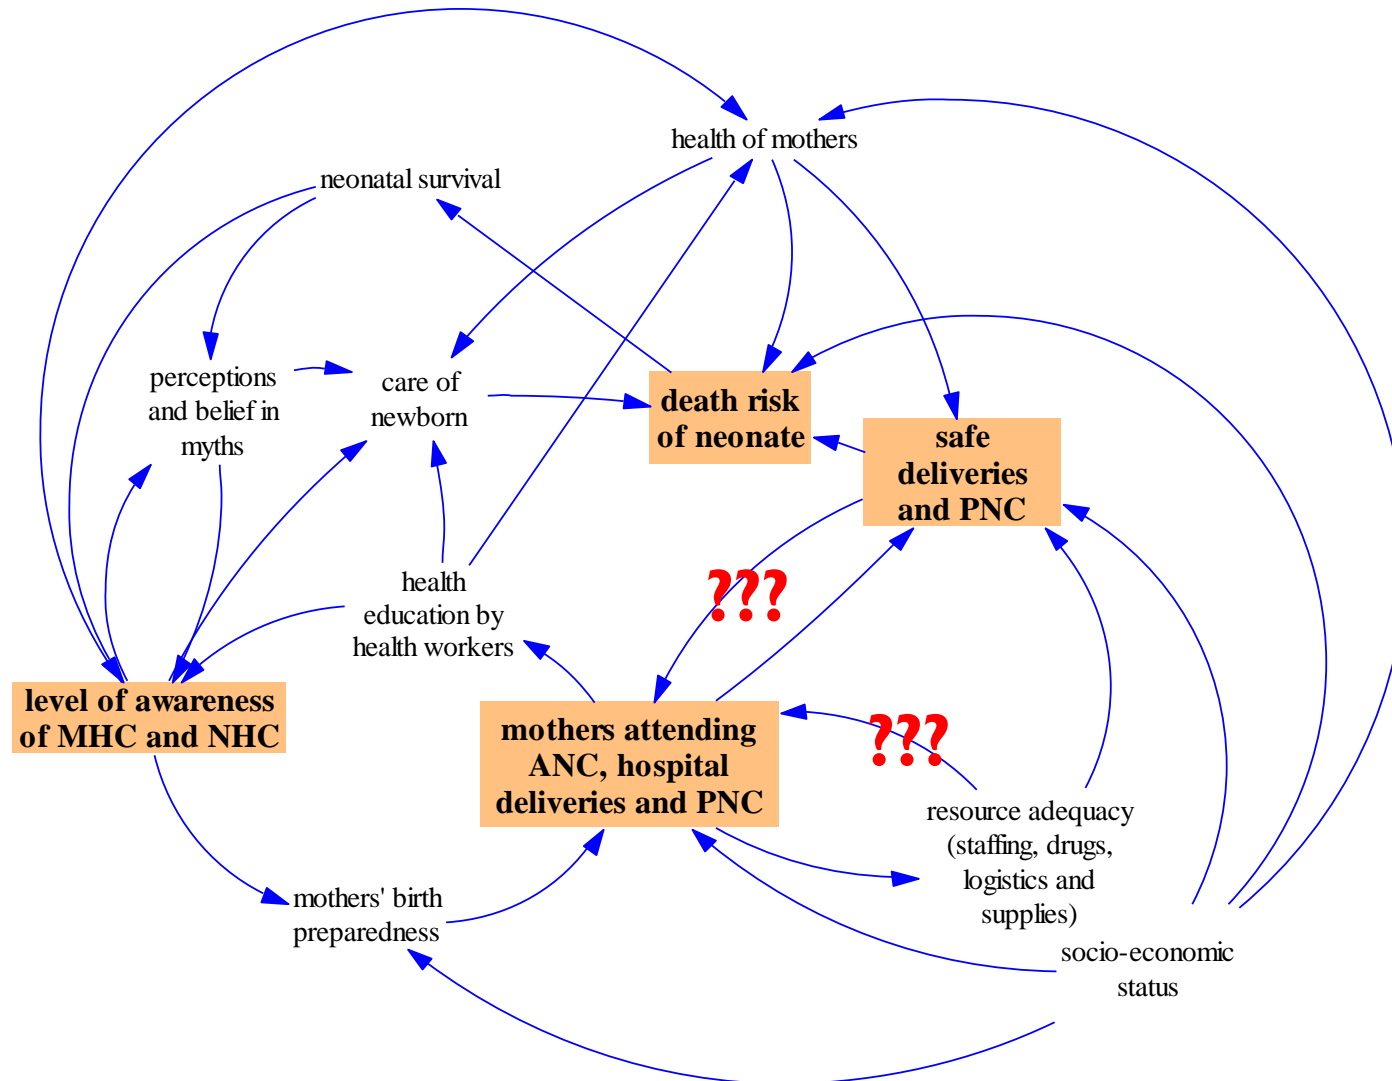 health of mothers
neonatal survival
perceptions
and belief in
myths
care of
newborn
death risk
of neonate
safe
deliveries
and PNC
health
education by
health workers
???
level of awareness
of MHC and NHC
mothers attending
ANC, hospital
deliveries and PNC
???
resource adequacy
(staffing, drugs,
logistics and
supplies)
mothers' birth
preparedness
socio-economic
status